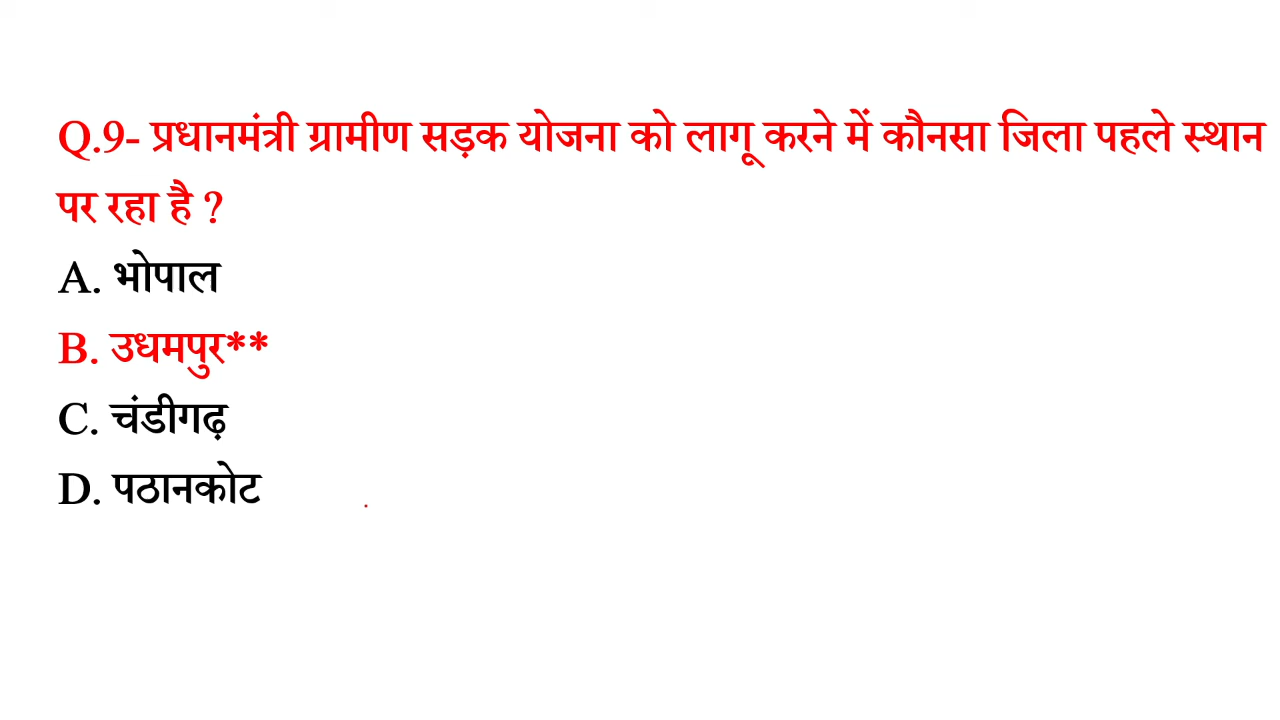 Q.9- प्रधानमंत्री ग्रामीण सड़क योजना को लागू करने में कौनसा जिला पहले स्थान
पर रहा है ?
A. भोपाल
B. उधमपुर**
C. चंडीगढ़
D. पठानकोट